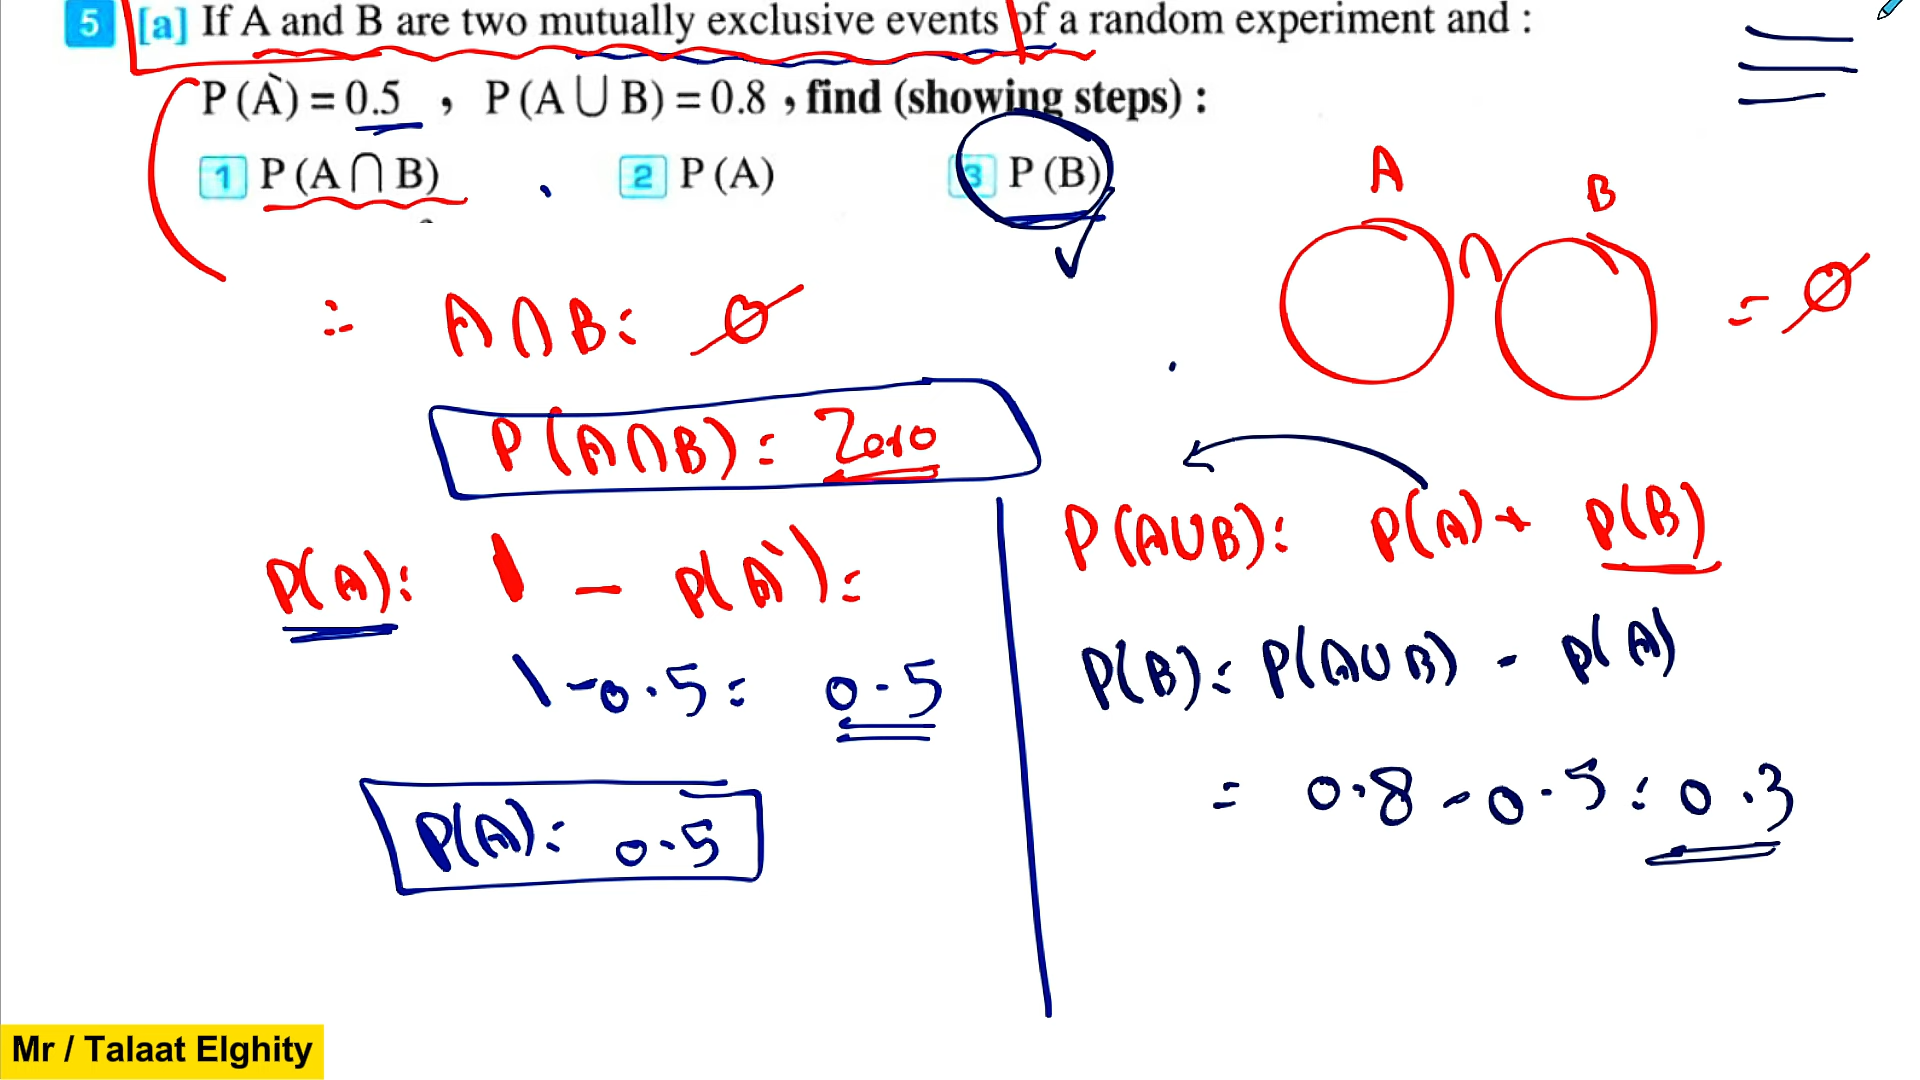 5 [a] If A and B are two mutually exclusive events of a random experiment and :
P (À) = 0.5 , P (A ∪ B) = 0.8 , find (showing steps) :
1 P (A ∩ B) 2 P (A) 3 P (B)
A B
∩ = ∅
∴ A ∩ B = ∅
P (A ∩ B) = Zero
P(A) = 1 - P(À) =
1 - 0.5 = 0.5
P(A) = 0.5
P(A∪B) = P(A) + P(B)
P(B) = P(A∪B) - P(A)
= 0.8 - 0.5 = 0.3
Mr / Talaat Elghity